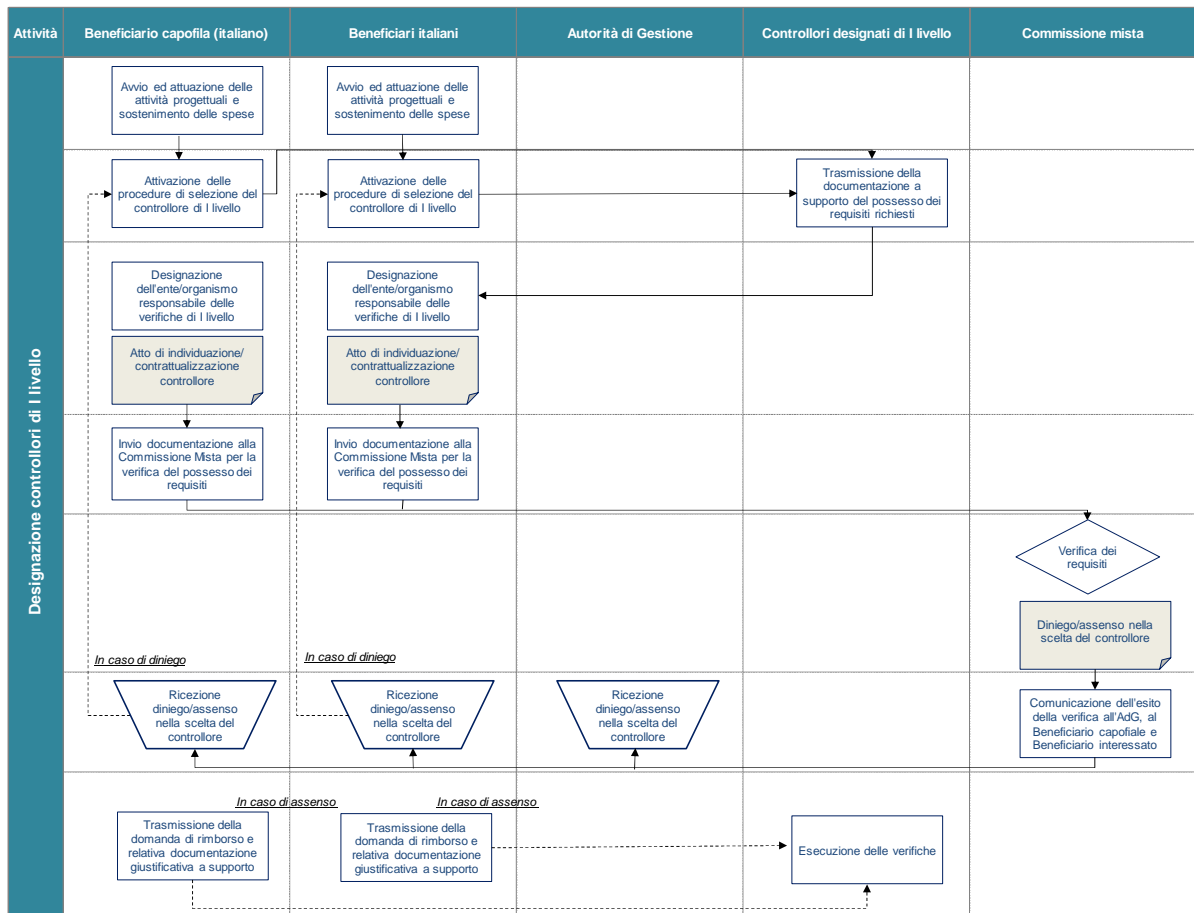 Attività
Beneficiario capofila (italiano)
Beneficiari italiani
Autorità di Gestione
Controllori designati di I livello
Commissione mista
Designazione controllori di I livello
Avvio ed attuazione delle
attività progettuali e
sostenimento delle spese
Avvio ed attuazione delle
attività progettuali e
sostenimento delle spese
Attivazione delle
procedure di selezione del
controllore di I livello
Attivazione delle
procedure di selezione del
controllore di I livello
Trasmissione della
documentazione a
supporto del possesso dei
requisiti richiesti
Designazione
dell'ente/organismo
responsabile delle
verifiche di I livello
Designazione
dell'ente/organismo
responsabile delle
verifiche di I livello
Atto di individuazione/
contrattualizzazione
controllore
Atto di individuazione/
contrattualizzazione
controllore
Invio documentazione alla
Commissione Mista per la
verifica del possesso dei
requisiti
Invio documentazione alla
Commissione Mista per la
verifica del possesso dei
requisiti
Verifica dei
requisiti
Diniego/assenso nella
scelta del controllore
In caso di diniego
In caso di diniego
Ricezione
diniego/assenso
nella scelta del
controllore
Ricezione
diniego/assenso
nella scelta del
controllore
Ricezione
diniego/assenso
nella scelta del
controllore
Comunicazione dell'esito
della verifica all'AdG, al
Beneficiario capofiale e
Beneficiario interessato
In caso di assenso
In caso di assenso
Trasmissione della
domanda di rimborso e
relativa documentazione
giustificativa a supporto
Trasmissione della
domanda di rimborso e
relativa documentazione
giustificativa a supporto
Esecuzione delle verifiche